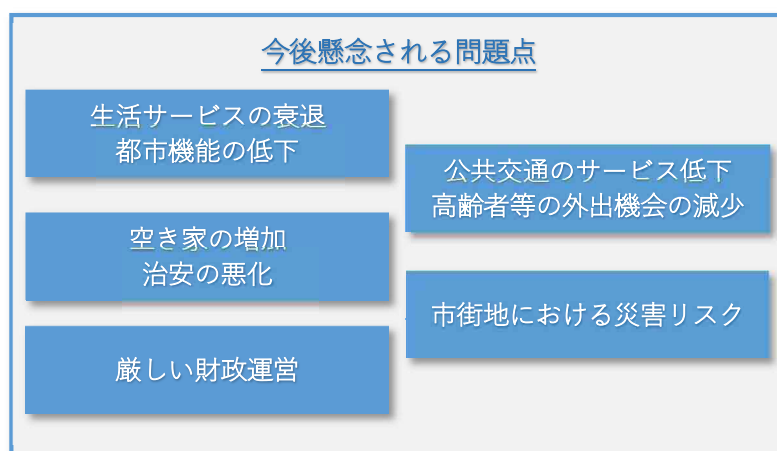 今後懸念される問題点
生活サービスの衰退
都市機能の低下
空き家の増加
治安の悪化
厳しい財政運営
公共交通のサービス低下
高齢者等の外出機会の減少
市街地における災害リスク